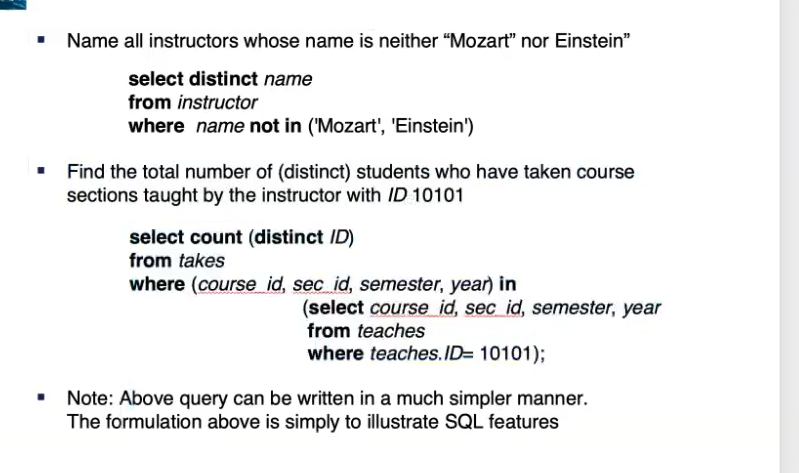 Name all instructors whose name is neither “Mozart” nor Einstein”
select distinct name
from instructor
where name not in ('Mozart', 'Einstein')
Find the total number of (distinct) students who have taken course
sections taught by the instructor with ID 10101
select count (distinct ID)
from takes
where (course_id, sec_id, semester, year) in
(select course_id, sec_id, semester, year
from teaches
where teaches.ID= 10101);
Note: Above query can be written in a much simpler manner.
The formulation above is simply to illustrate SQL features